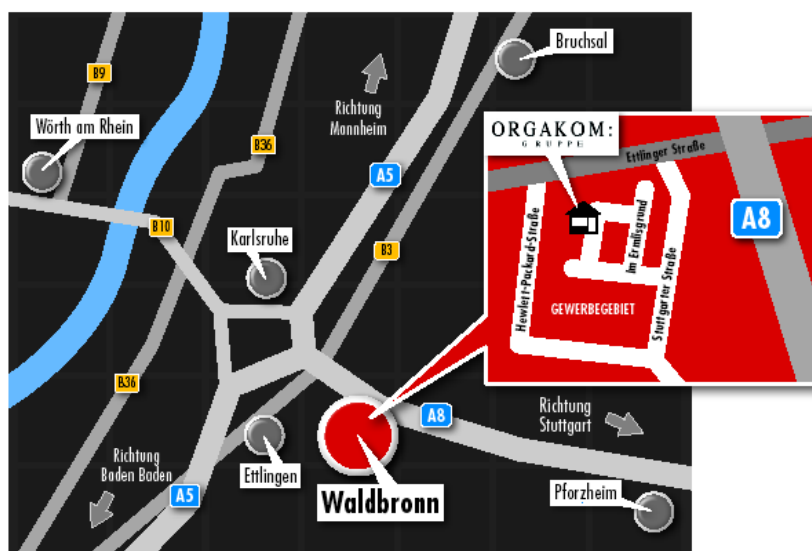 Bruchsal
B9
Richtung
Mannheim
Wörth am Rhein
B36
ORGAKOM:
GRUPPE
Ettlinger Straße
A5
A8
B10
Karlsruhe
B3
Hewlett-Packard-Straße
Im Ermlisgrund
Stuttgarter Straße
GEWERBEGEBIET
B36
A8
Richtung
Stuttgart
Richtung
Baden Baden
Ettlingen
A5
Waldbronn
Pforzheim